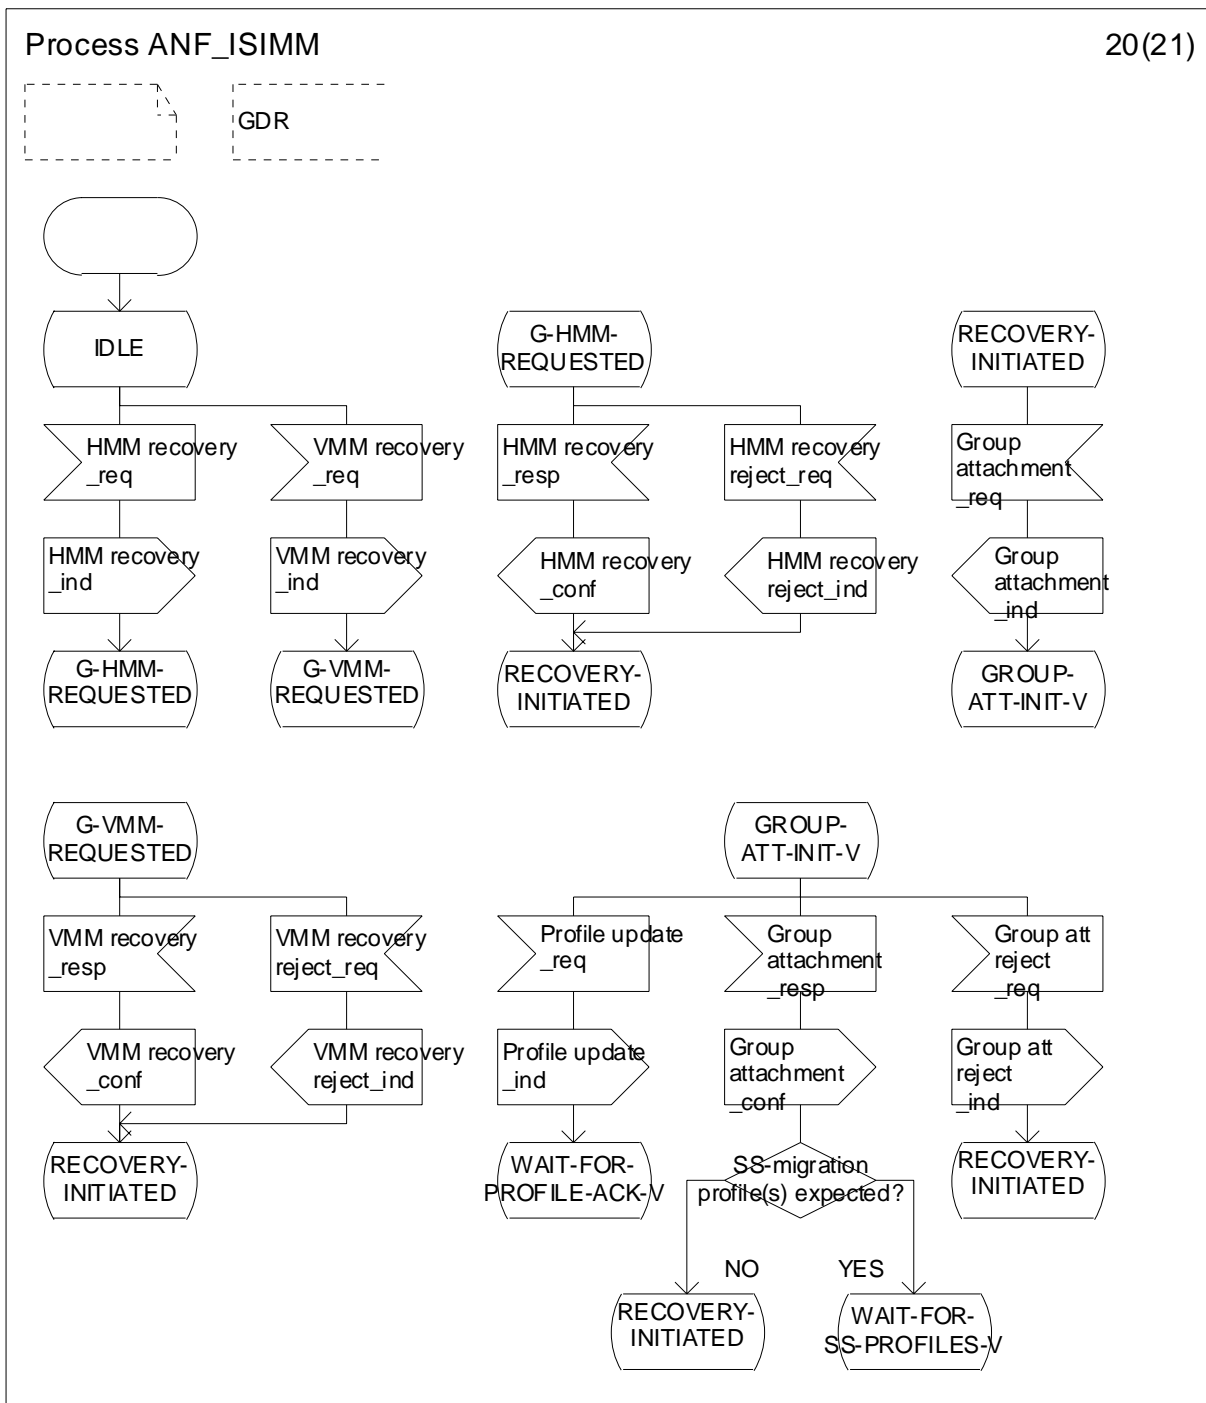 Process ANF_ISIMM
20(21)
GDR
IDLE
HMM recovery
_req
VMM recovery
_req
HMM recovery
_ind
VMM recovery
_ind
G-HMM-
REQUESTED
G-VMM-
REQUESTED
G-HMM-
REQUESTED
HMM recovery
_resp
HMM recovery
reject_req
HMM recovery
_conf
HMM recovery
reject_ind
RECOVERY-
INITIATED
RECOVERY-
INITIATED
Group
attachment
_req
Group
attachment
_ind
GROUP-
ATT-INIT-V
G-VMM-
REQUESTED
VMM recovery
_resp
VMM recovery
reject_req
VMM recovery
_conf
VMM recovery
reject_ind
RECOVERY-
INITIATED
GROUP-
ATT-INIT-V
Profile update
_req
Group
attachment
_resp
Group att
reject
_req
Profile update
_ind
Group
attachment
_conf
Group att
reject
_ind
WAIT-FOR-
PROFILE-ACK-V
SS-migration
profile(s) expected?
RECOVERY-
INITIATED
NO
YES
RECOVERY-
INITIATED
WAIT-FOR-
SS-PROFILES-V